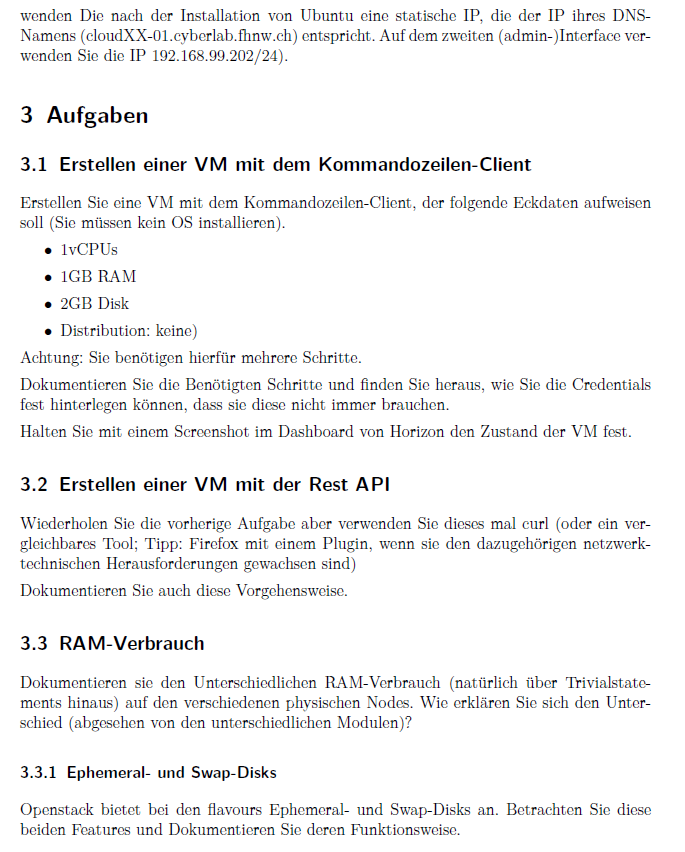 wenden Die nach der Installation von Ubuntu eine statische IP, die der IP ihres DNS-
Namens (cloudXX-01.cyberlab.fhnw.ch) entspricht. Auf dem zweiten (admin-)Interface ver-
wenden Sie die IP 192.168.99.202/24).
3 Aufgaben
3.1 Erstellen einer VM mit dem Kommandozeilen-Client
Erstellen Sie eine VM mit dem Kommandozeilen-Client, der folgende Eckdaten aufweisen
soll (Sie müssen kein OS installieren).
• 1vCPUs
• 1GB RAM
• 2GB Disk
• Distribution: keine)
Achtung: Sie benötigen hierfür mehrere Schritte.
Dokumentieren Sie die Benötigten Schritte und finden Sie heraus, wie Sie die Credentials
fest hinterlegen können, dass sie diese nicht immer brauchen.
Halten Sie mit einem Screenshot im Dashboard von Horizon den Zustand der VM fest.
3.2 Erstellen einer VM mit der Rest API
Wiederholen Sie die vorherige Aufgabe aber verwenden Sie dieses mal curl (oder ein ver-
gleichbares Tool; Tipp: Firefox mit einem Plugin, wenn sie den dazugehörigen netzwerk-
technischen Herausforderungen gewachsen sind)
Dokumentieren Sie auch diese Vorgehensweise.
3.3 RAM-Verbrauch
Dokumentieren sie den Unterschiedlichen RAM-Verbrauch (natürlich über Trivialstate-
ments hinaus) auf den verschiedenen physischen Nodes. Wie erklären Sie sich den Unter-
schied (abgesehen von den unterschiedlichen Modulen)?
3.3.1 Ephemeral- und Swap-Disks
Openstack bietet bei den flavours Ephemeral- und Swap-Disks an. Betrachten Sie diese
beiden Features und Dokumentieren Sie deren Funktionsweise.